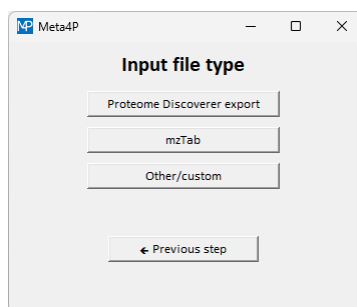 MP Meta4P
Input file type
Proteome Discoverer export
mzTab
Other/custom
← Previous step